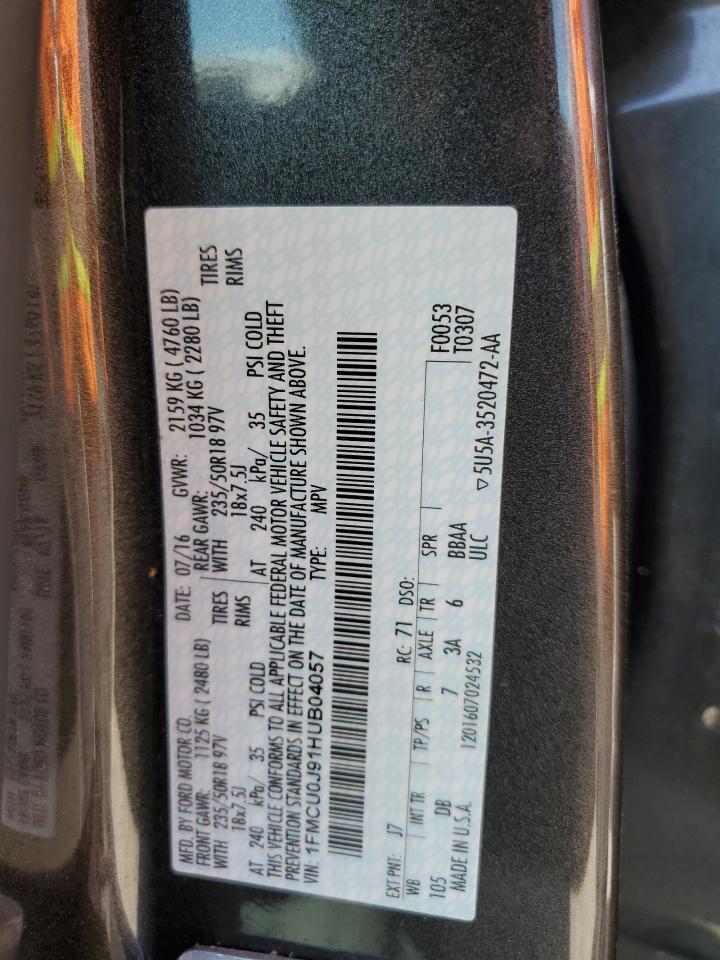 MFD. BY FORD MOTOR CO.
DATE: 07/16 GVWR: 2159 KG ( 4760 LB)
FRONT GAWR: 1125 KG ( 2480 LB)
REAR GAWR: 1034 KG ( 2280 LB)
WITH 235/50R18 97V TIRES
WITH 235/50R18 97V TIRES
18x7.5J RIMS
18x7.5J RIMS
AT 240 kPa/ 35 PSI COLD
AT 240 kPa/ 35 PSI COLD
THIS VEHICLE CONFORMS TO ALL APPLICABLE FEDERAL MOTOR VEHICLE SAFETY AND THEFT
PREVENTION STANDARDS IN EFFECT ON THE DATE OF MANUFACTURE SHOWN ABOVE.
VIN: 1FMCU0J91HUB04057 TYPE: MPV
EXT PNT: J7 RC: 71 DSO: F0053
WB INT TR TP/PS R AXLE TR SPR T0307
105 DB 7 3A 6 BBAA
MADE IN U.S.A. 1201607024532 ULC ▽5U5A-3520472-AA